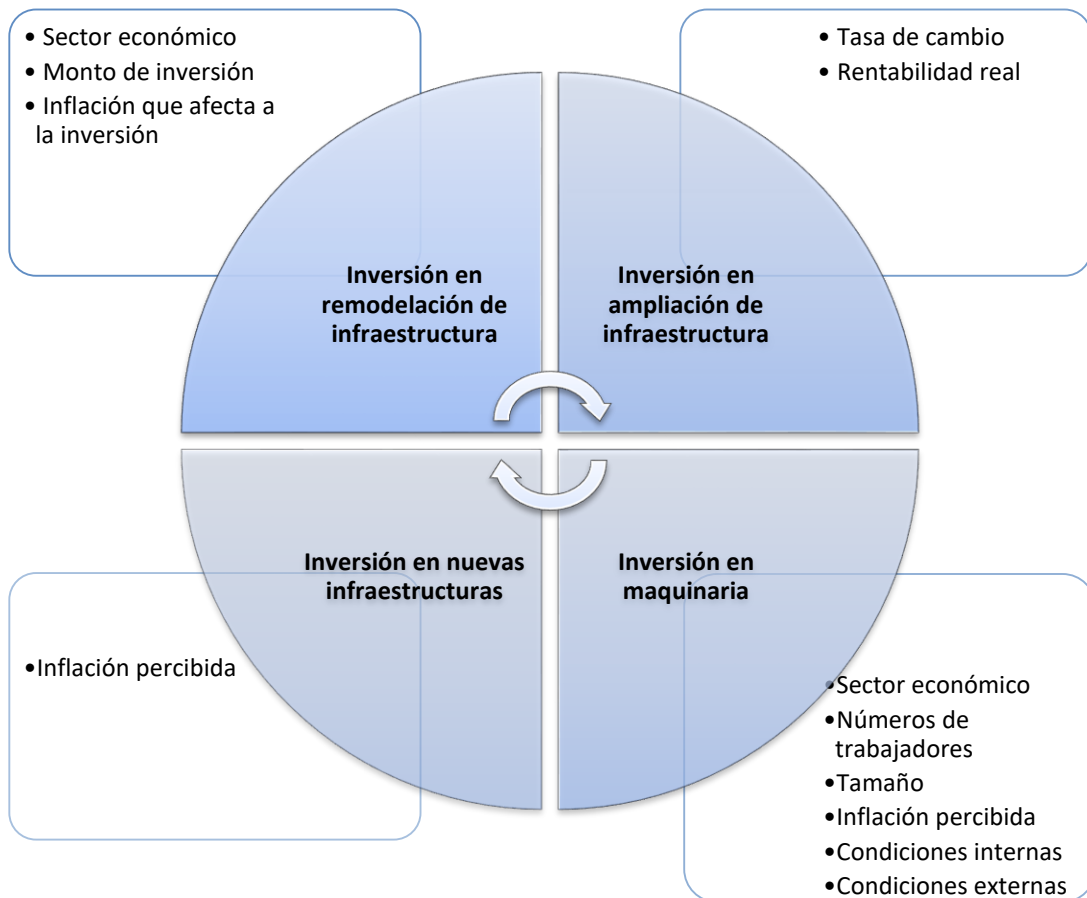 • Sector económico
• Monto de inversión
• Inflación que afecta a
la inversión
• Tasa de cambio
• Rentabilidad real
Inversión en
remodelación de
infraestructura
Inversión en
ampliación de
infraestructura
Inversión en nuevas
infraestructuras
Inversión en
maquinaria
•Inflación percibida
•Sector económico
•Números de
trabajadores
•Tamaño
•Inflación percibida
•Condiciones internas
•Condiciones externas